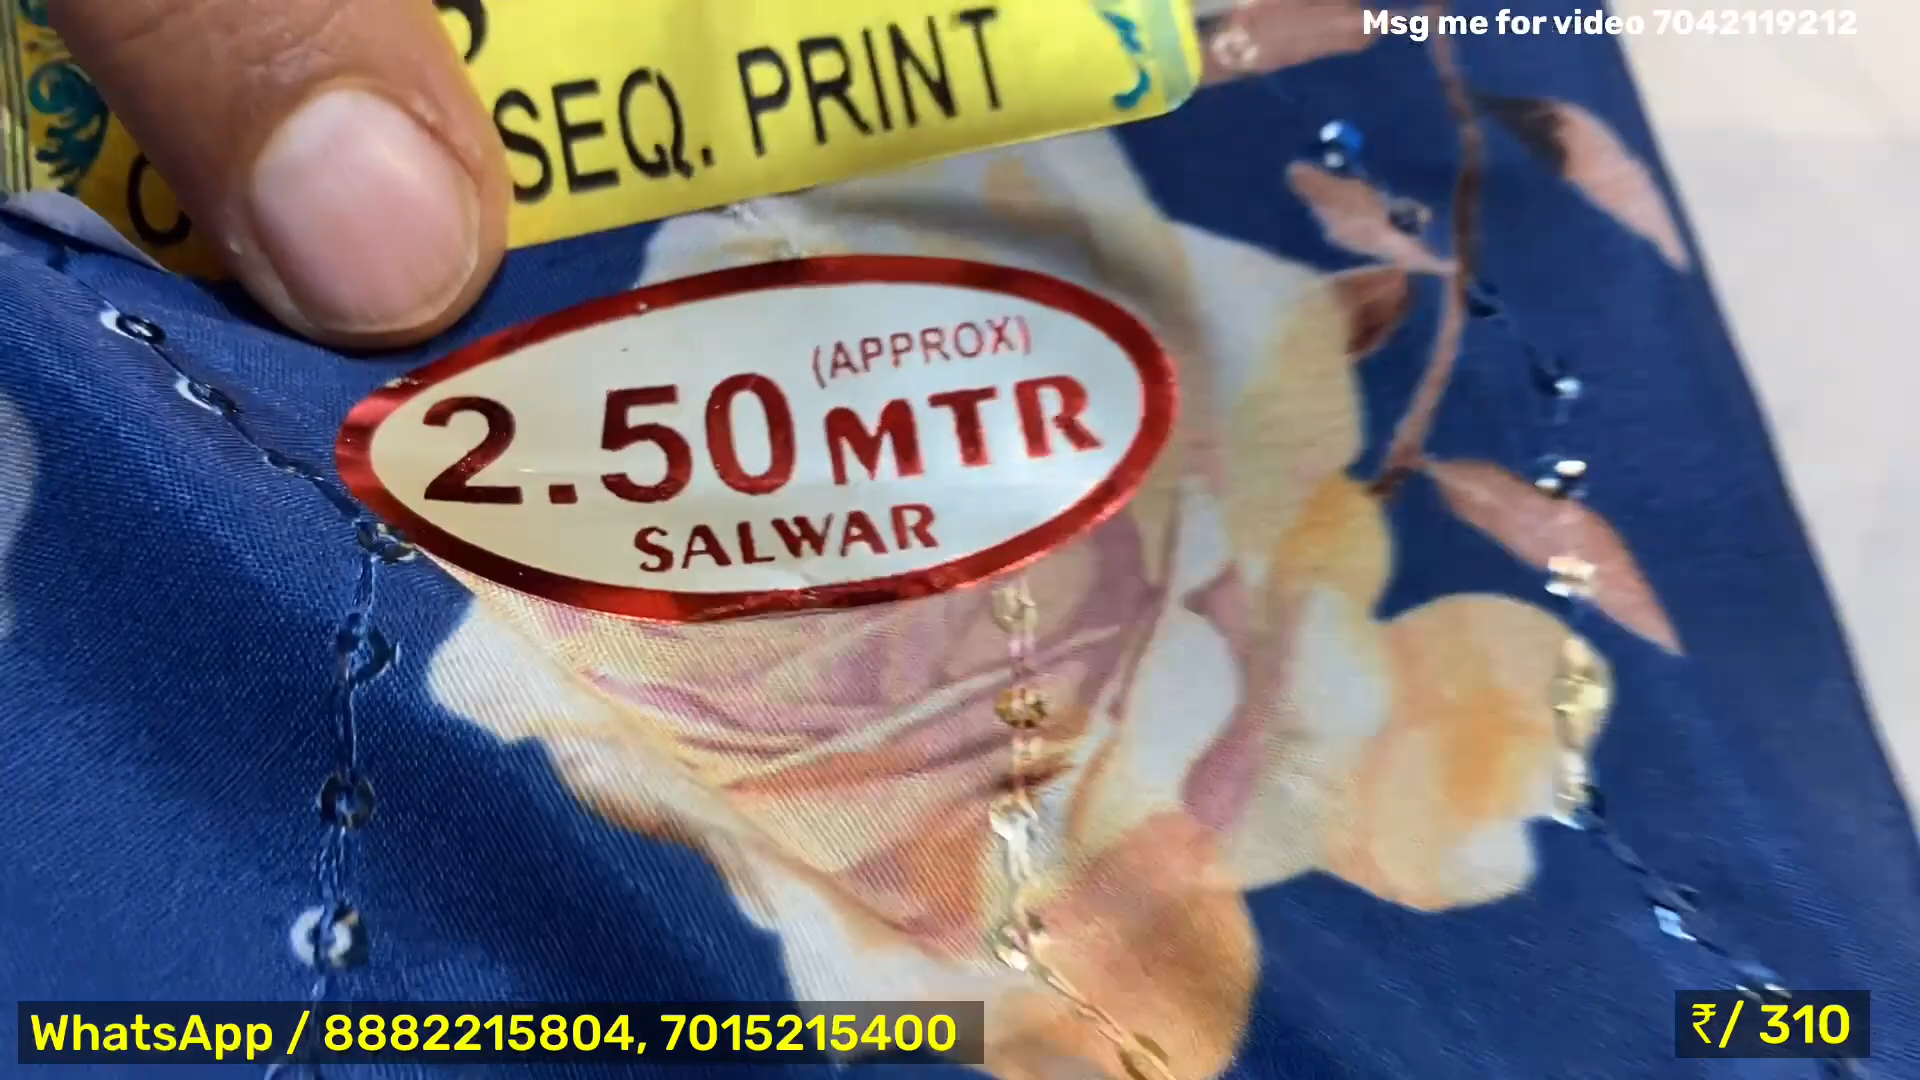 Msg me for video 7042119212
SEQ. PRINT
(APPROX)
2.50 MTR
SALWAR
WhatsApp / 8882215804, 7015215400
₹/ 310